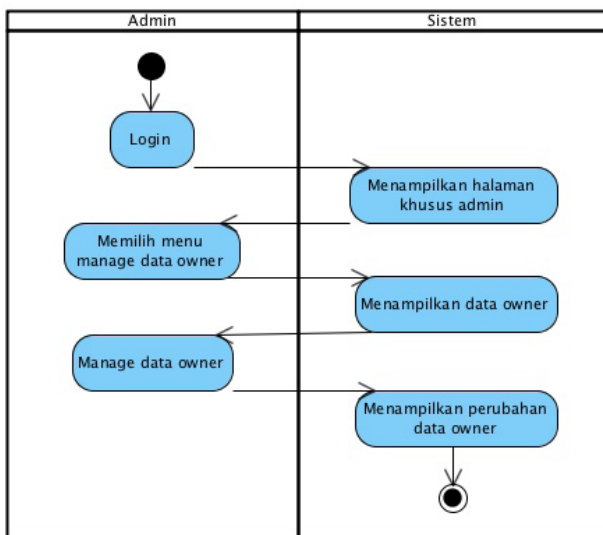 Admin
Sistem
Login
Menampilkan halaman
khusus admin
Memilih menu
manage data owner
Menampilkan data owner
Manage data owner
Menampilkan perubahan
data owner